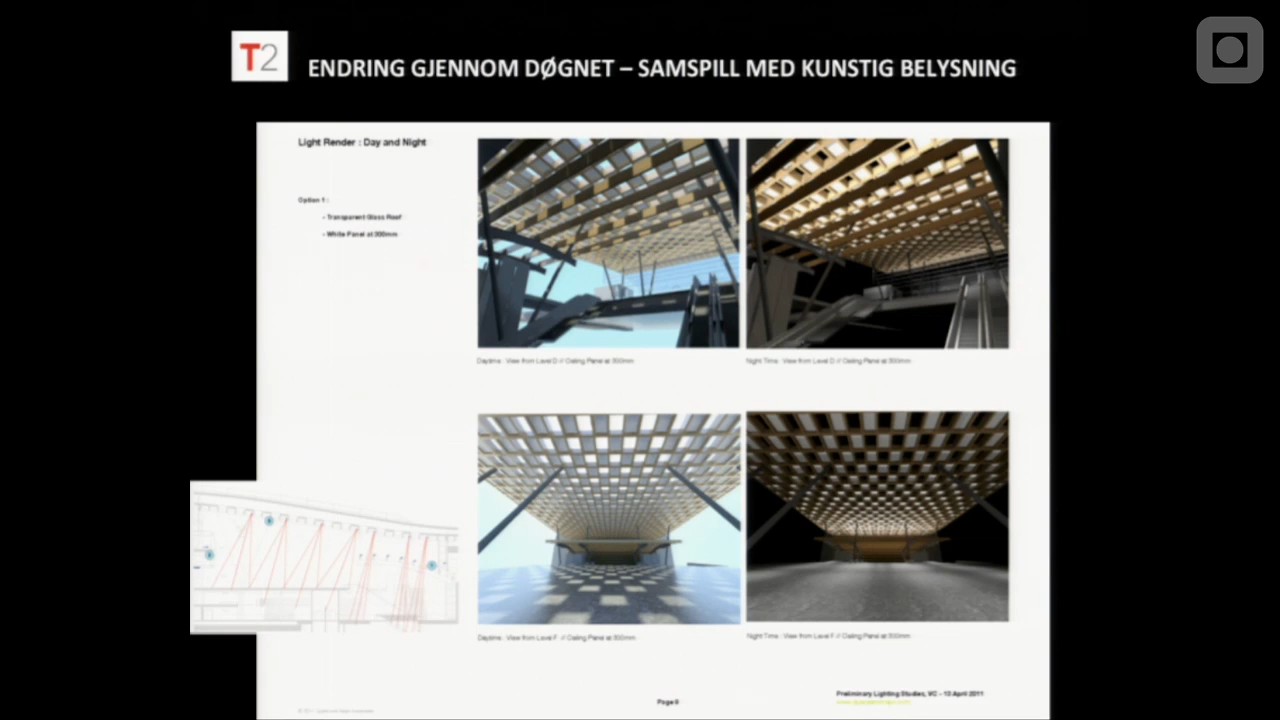 T2
ENDRING GJENNOM DØGNET – SAMSPILL MED KUNSTIG BELYSNING
Light Render : Day and Night
Option 1 :
- Transparent Glass Roof
- White Panel at 300mm
Daytime : View from Level D // Ceiling Panel at 300mm
Night Time : View from Level D // Ceiling Panel at 300mm
Daytime : View from Level F // Ceiling Panel at 300mm
Night Time : View from Level F // Ceiling Panel at 300mm
Preliminary Lighting Studies, VC - 13 April 2011
Page